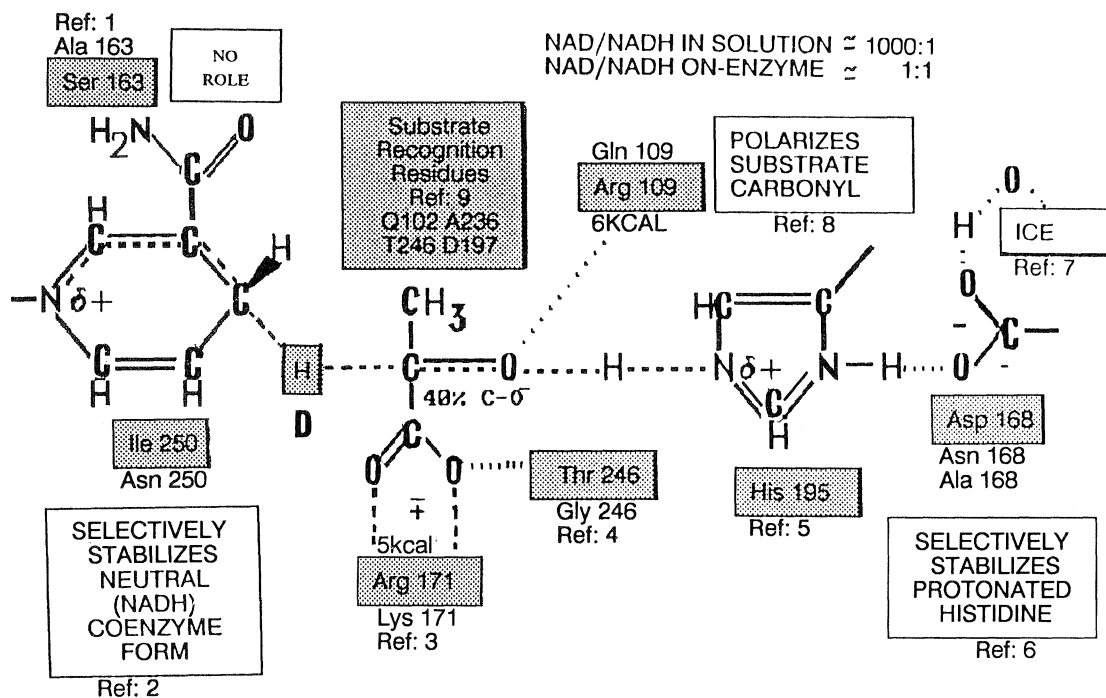 Ref: 1
Ala 163
Ser 163
NO
ROLE
NAD/NADH IN SOLUTION ≃ 1000:1
NAD/NADH ON-ENZYME ≃ 1:1
H2N
O
C
H
C
C
H
N δ+
C
C
C
H
H
H
D
Ile 250
Asn 250
SELECTIVELY
STABILIZES
NEUTRAL
(NADH)
COENZYME
FORM
Ref: 2
Substrate
Recognition
Residues
Ref: 9
Q102 A236
T246 D197
CH3
C
O
40% C-O-
C
O
O
∓
5kcal
Arg 171
Lys 171
Ref: 3
Thr 246
Gly 246
Ref: 4
Gln 109
Arg 109
6KCAL
POLARIZES
SUBSTRATE
CARBONYL
Ref: 8
H
HC
C
N δ+
N
C
H
H
His 195
Ref: 5
O
H
ICE
Ref: 7
O
-
C
-
O
Asp 168
Asn 168
Ala 168
SELECTIVELY
STABILIZES
PROTONATED
HISTIDINE
Ref: 6